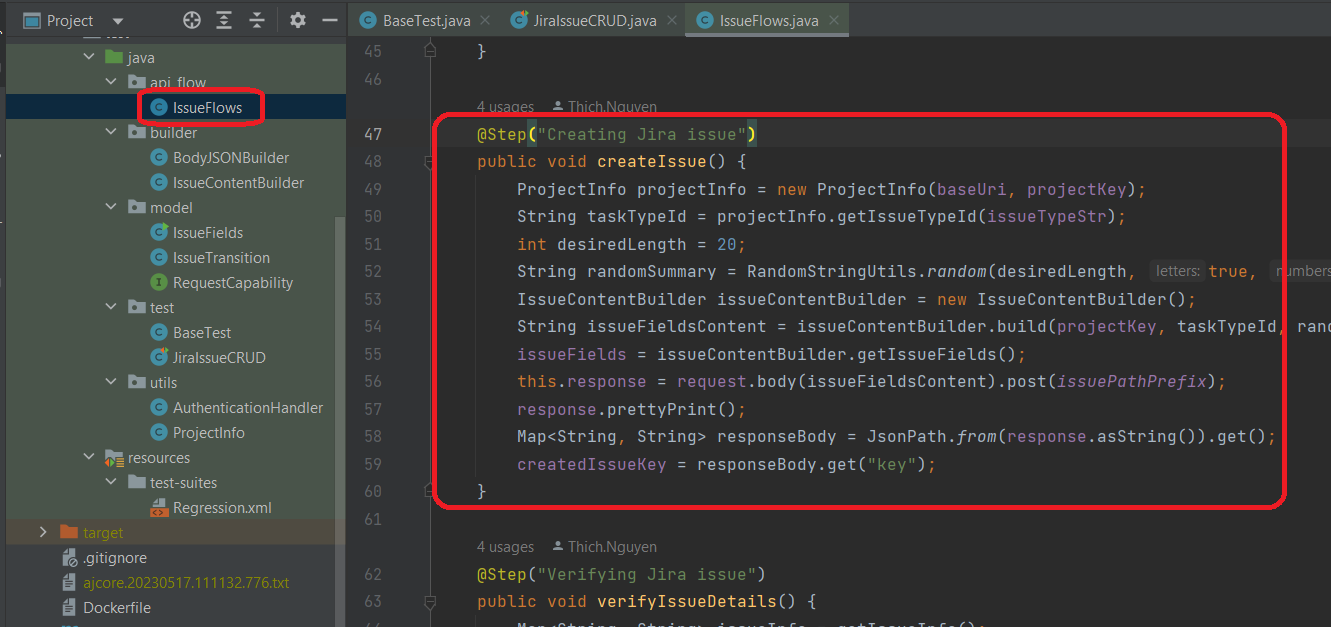 Project
BaseTest.java
JiraIssueCRUD.java
IssueFlows.java
java
api_flow
IssueFlows
builder
BodyJSONBuilder
IssueContentBuilder
model
IssueFields
IssueTransition
RequestCapability
test
BaseTest
JiraIssueCRUD
utils
AuthenticationHandler
ProjectInfo
resources
test-suites
Regression.xml
target
.gitignore
ajcore.20230517.111132.776.txt
Dockerfile
45 }
46
4 usages Thich.Nguyen
47 @Step("Creating Jira issue")
48 public void createIssue() {
49 ProjectInfo projectInfo = new ProjectInfo(baseUri, projectKey);
50 String taskTypeId = projectInfo.getIssueTypeId(issueTypeStr);
51 int desiredLength = 20;
52 String randomSummary = RandomStringUtils.random(desiredLength, letters: true, numbers
53 IssueContentBuilder issueContentBuilder = new IssueContentBuilder();
54 String issueFieldsContent = issueContentBuilder.build(projectKey, taskTypeId, ran
55 issueFields = issueContentBuilder.getIssueFields();
56 this.response = request.body(issueFieldsContent).post(issuePathPrefix);
57 response.prettyPrint();
58 Map<String, String> responseBody = JsonPath.from(response.asString()).get();
59 createdIssueKey = responseBody.get("key");
60 }
61
4 usages Thich.Nguyen
62 @Step("Verifying Jira issue")
63 public void verifyIssueDetails() {
Map<String, String> issueInfo = getIssueInfo();